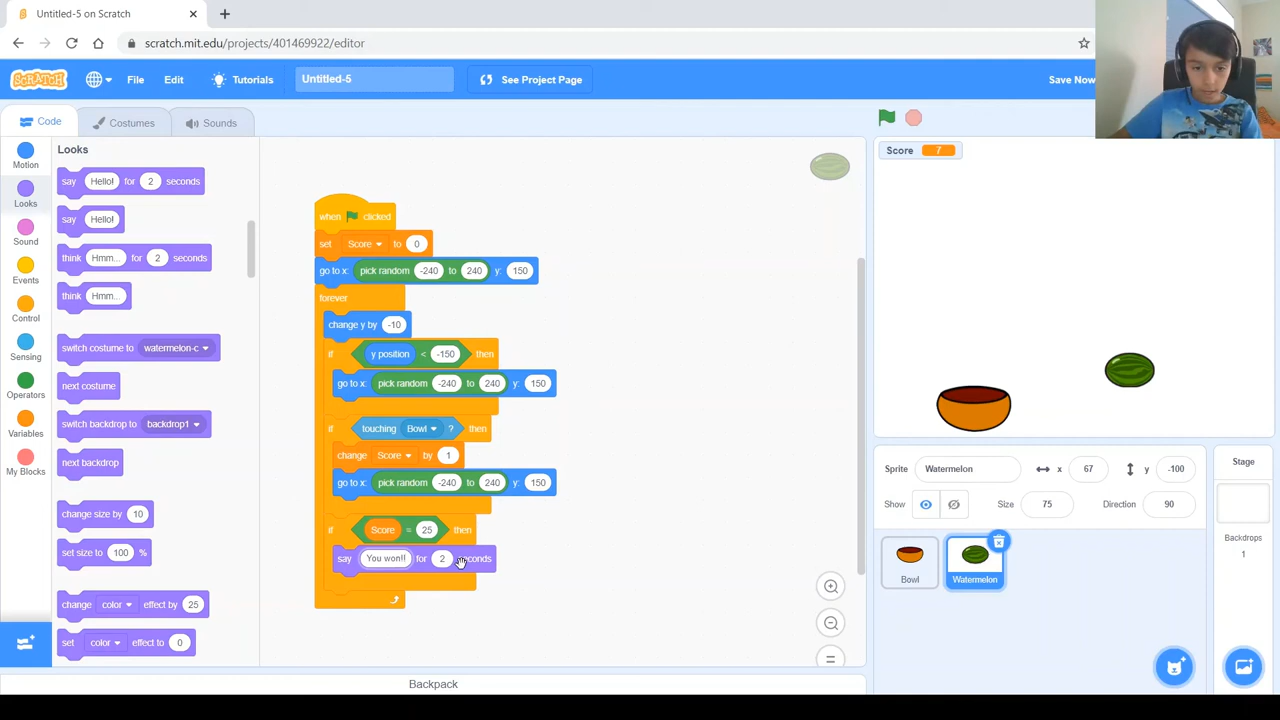 Untitled-5 on Scratch
scratch.mit.edu/projects/401469922/editor
SCRATCH File Edit Tutorials Untitled-5 See Project Page Save Now
Code Costumes Sounds
Motion
Looks
Sound
Events
Control
Sensing
Operators
Variables
My Blocks
Looks
say Hello! for 2 seconds
say Hello!
think Hmm... for 2 seconds
think Hmm...
switch costume to watermelon-c
next costume
switch backdrop to backdrop1
next backdrop
change size by 10
set size to 100 %
change color effect by 25
set color effect to 0
when clicked
set Score to 0
go to x: pick random -240 to 240 y: 150
forever
change y by -10
if y position < -150 then
go to x: pick random -240 to 240 y: 150
if touching Bowl ? then
change Score by 1
go to x: pick random -240 to 240 y: 150
if Score = 25 then
say You won!! for 2 seconds
Backpack
Score 7
Sprite Watermelon x 67 y -100
Show Size 75 Direction 90
Bowl
Watermelon
Stage
Backdrops
1